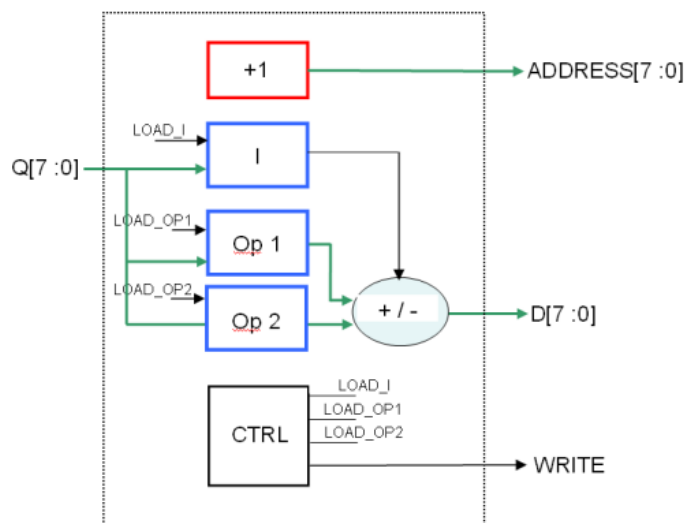 +1
ADDRESS[7 :0]
LOAD_I
I
Q[7 :0]
LOAD_OP1
Op 1
LOAD_OP2
Op 2
+ / -
D[7 :0]
CTRL
LOAD_I
LOAD_OP1
LOAD_OP2
WRITE